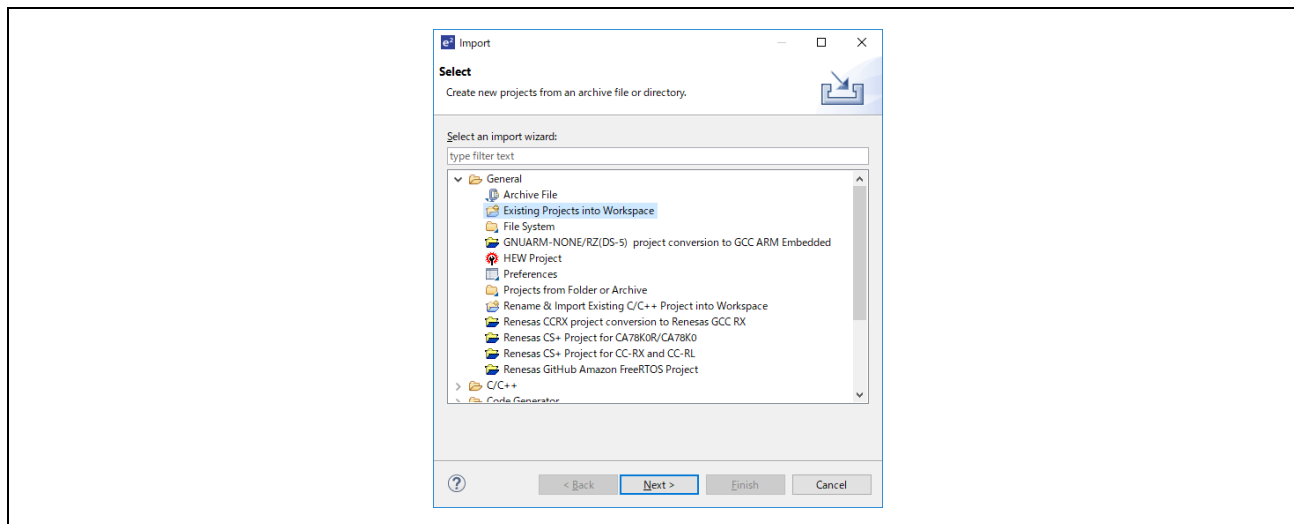 e² Import
Select
Create new projects from an archive file or directory.
Select an import wizard:
type filter text
General
Archive File
Existing Projects into Workspace
File System
GNUARM-NONE/RZ(DS-5) project conversion to GCC ARM Embedded
HEW Project
Preferences
Projects from Folder or Archive
Rename & Import Existing C/C++ Project into Workspace
Renesas CCRX project conversion to Renesas GCC RX
Renesas CS+ Project for CA78K0R/CA78K0
Renesas CS+ Project for CC-RX and CC-RL
Renesas GitHub Amazon FreeRTOS Project
C/C++
Code Generator
? < Back Next > Finish Cancel